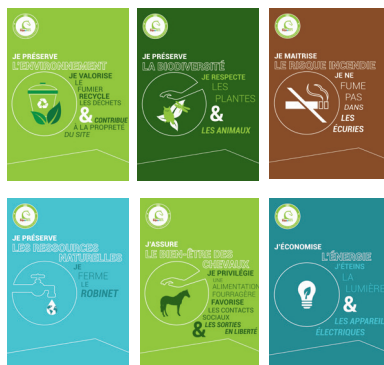 JE PRÉSERVE
L'ENVIRONNEMENT
JE VALORISE
LE
FUMIER
RECYCLE
LES DÉCHETS
& CONTRIBUE
À LA PROPRETÉ
DU SITE
JE PRÉSERVE
LA BIODIVERSITÉ
JE RESPECTE
LES
PLANTES
&
LES ANIMAUX
JE MAITRISE
LE RISQUE INCENDIE
JE NE
FUME
PAS
DANS
LES
ÉCURIES
JE PRÉSERVE
LES RESSOURCES
NATURELLES
JE
FERME
LE
ROBINET
J'ASSURE
LE BIEN-ÊTRE DES
CHEVAUX
JE PRIVILÉGIE
UNE
ALIMENTATION
FOURRAGÈRE
FAVORISE
LES CONTACTS
SOCIAUX
& LES SORTIES
EN LIBERTÉ
J'ÉCONOMISE
L'ÉNERGIE
J'ÉTEINS
LA
LUMIÈRE
&
LES APPAREIL
ÉLECTRIQUES